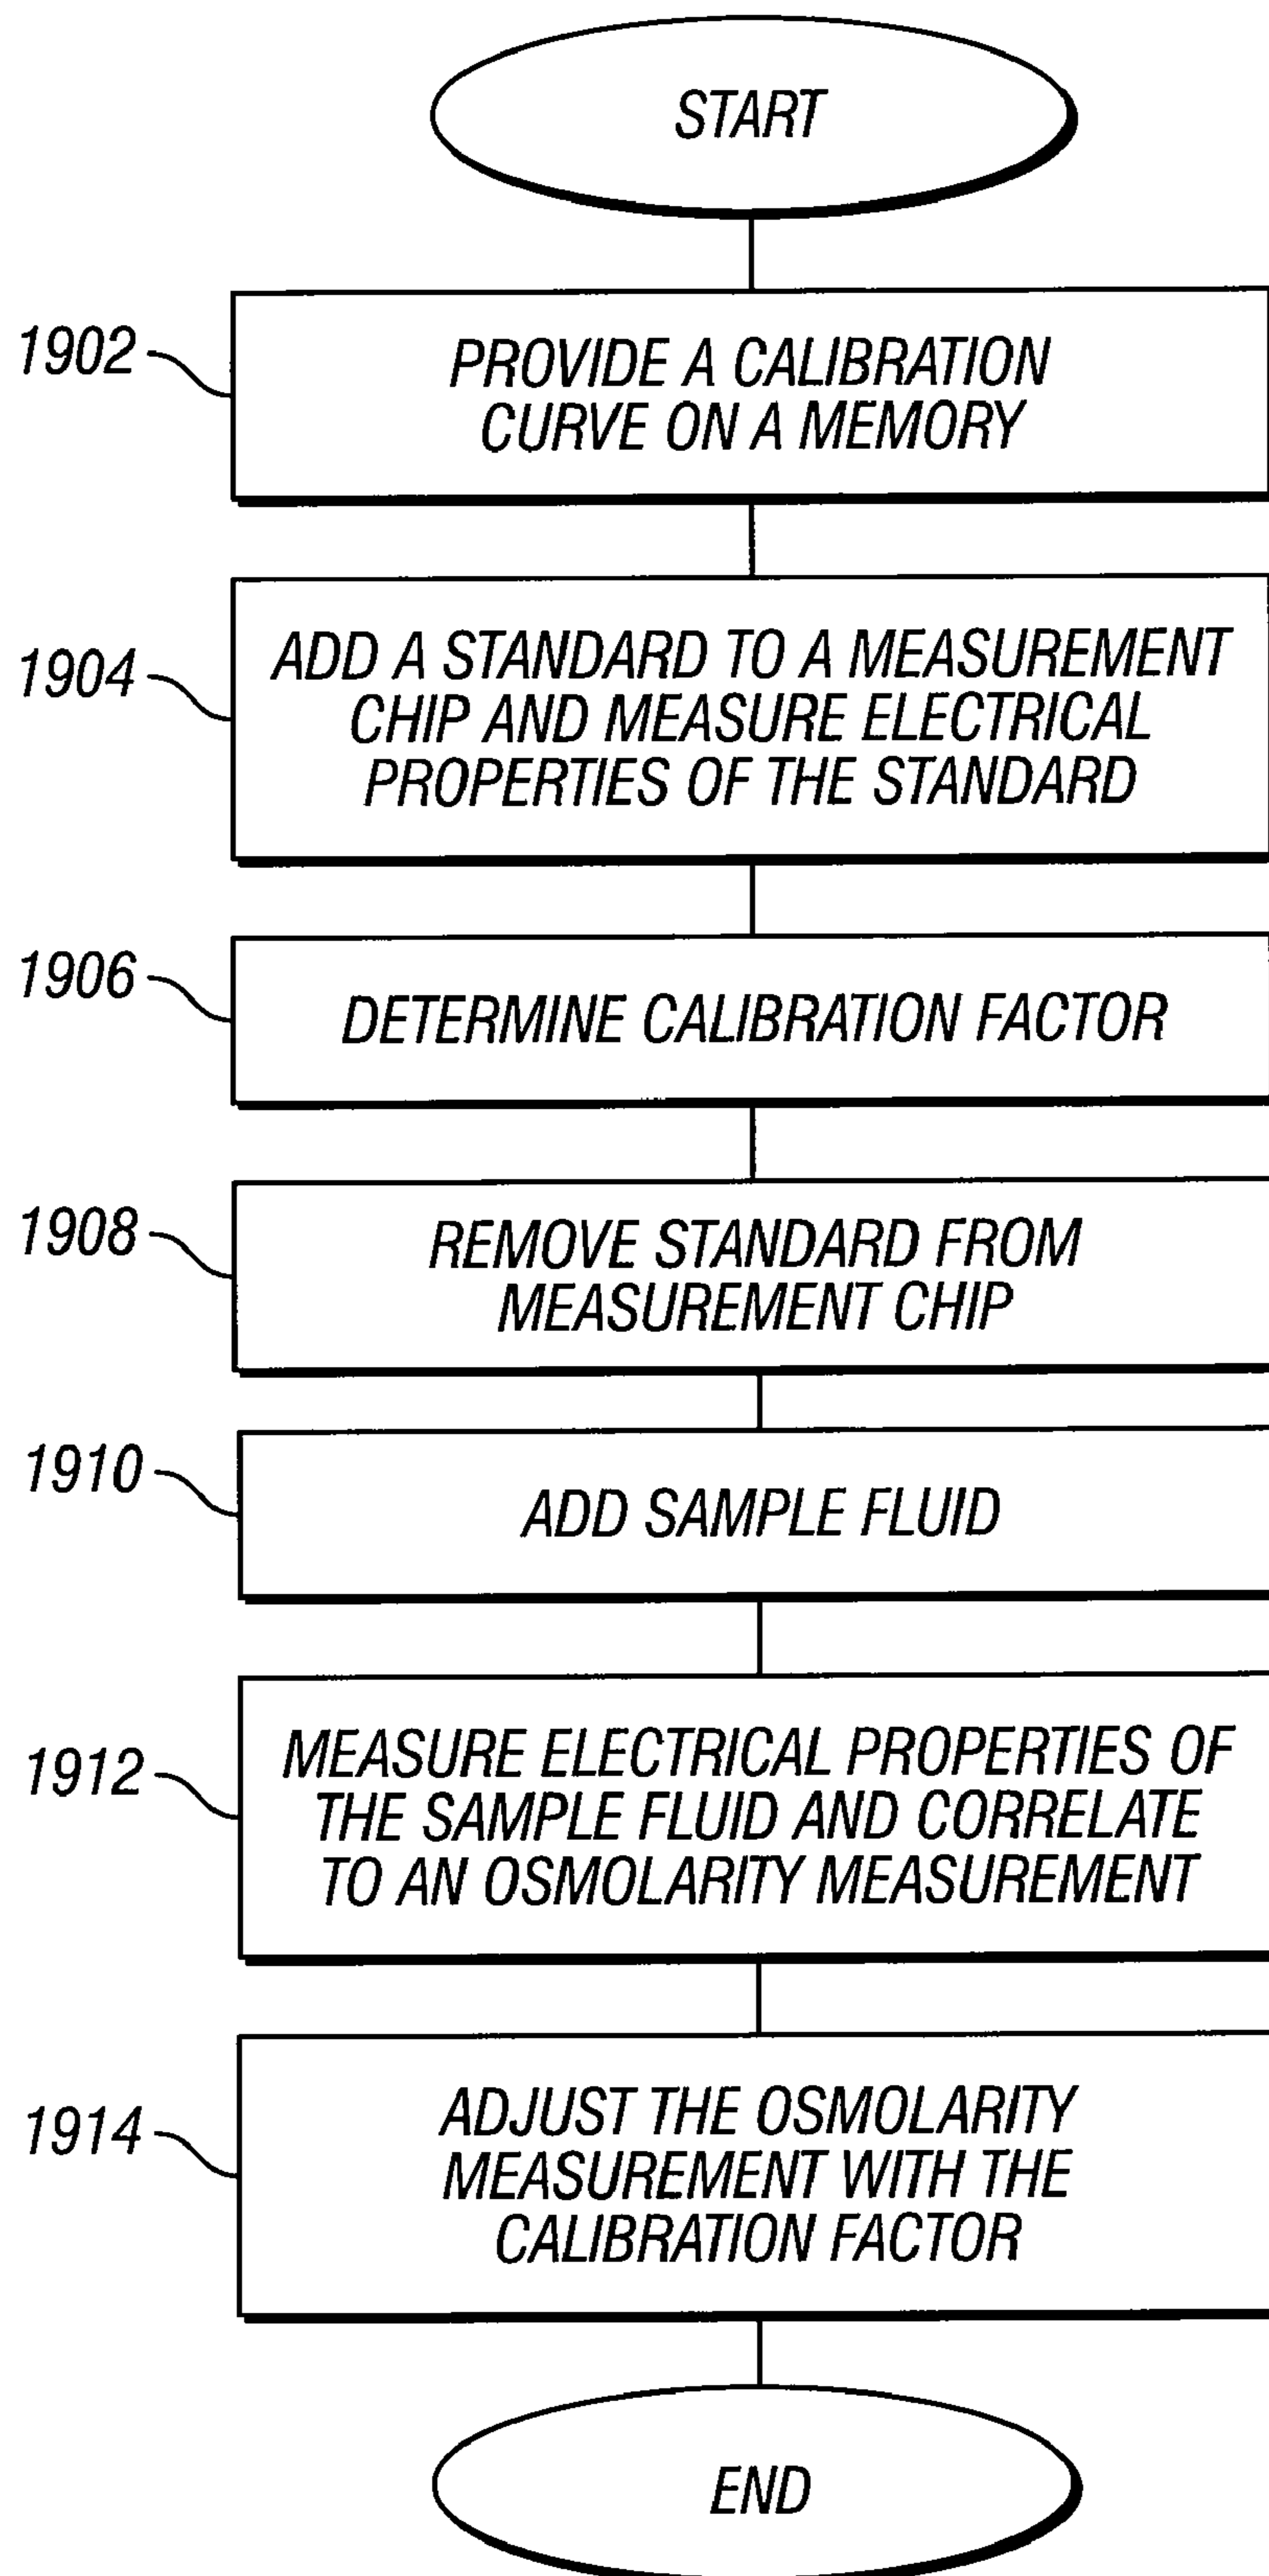 START
1902
PROVIDE A CALIBRATION
CURVE ON A MEMORY
1904
ADD A STANDARD TO A MEASUREMENT
CHIP AND MEASURE ELECTRICAL
PROPERTIES OF THE STANDARD
1906
DETERMINE CALIBRATION FACTOR
1908
REMOVE STANDARD FROM
MEASUREMENT CHIP
1910
ADD SAMPLE FLUID
1912
MEASURE ELECTRICAL PROPERTIES OF
THE SAMPLE FLUID AND CORRELATE
TO AN OSMOLARITY MEASUREMENT
1914
ADJUST THE OSMOLARITY
MEASUREMENT WITH THE
CALIBRATION FACTOR
END